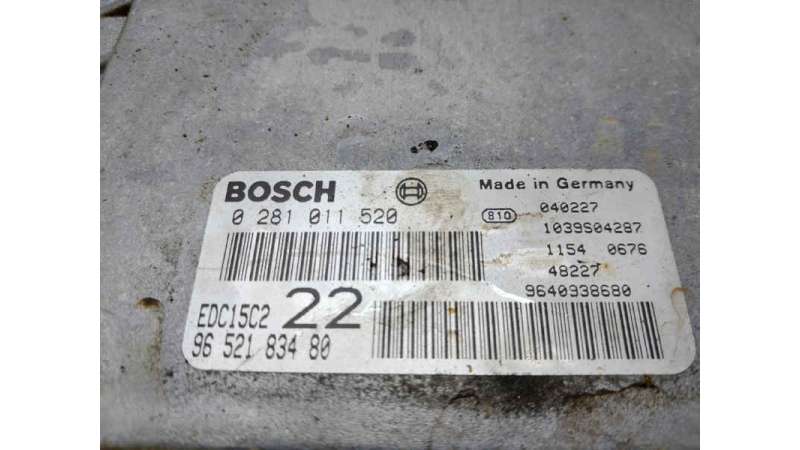 BOSCH
Made in Germany
0 281 011 520
810
040227
1039S04287
1154 0676
48227
9640938680
EDC15C2 22
96 521 834 80